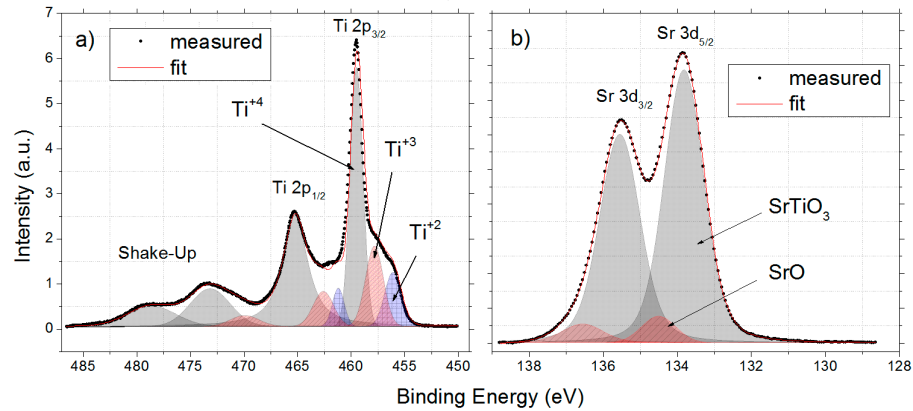 a)
measured
fit
Ti 2p3/2
Ti+4
Ti+3
Ti 2p1/2
Ti+2
Shake-Up
7
6
5
4
3
2
1
0
Intensity (a.u.)
485 480 475 470 465 460 455 450
b)
Sr 3d5/2
measured
fit
Sr 3d3/2
SrTiO3
SrO
138 136 134 132 130 128
Binding Energy (eV)